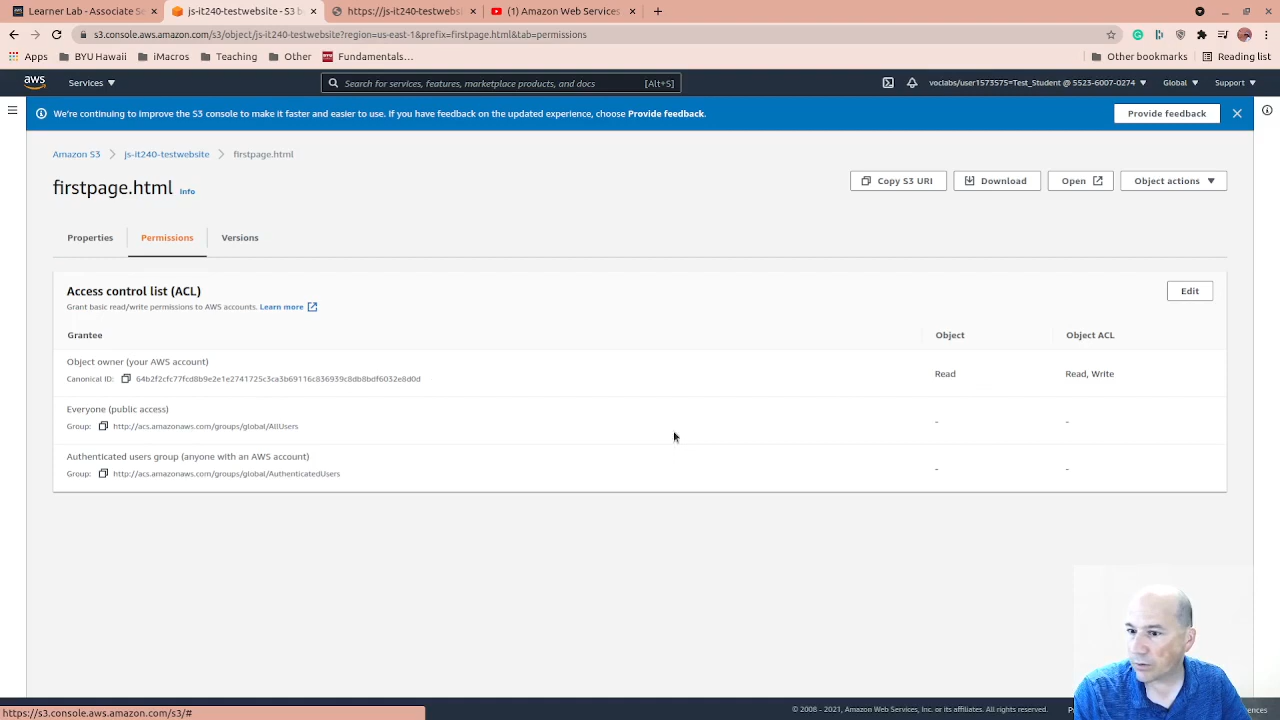 Learner Lab - Associate Se
js-it240-testwebsite - S3 b
https://js-it240-testwebsi
(1) Amazon Web Services
s3.console.aws.amazon.com/s3/object/js-it240-testwebsite?region=us-east-1&prefix=firstpage.html&tab=permissions
Apps Home Howtos Teaching Fundamentals...
aws Services Search for services, features, marketplace products, and docs [Alt+S] voclabs/user1573575=Test_Student @ 5523-6007-0274 Global Support
We're continuing to improve the S3 console to make it faster and easier to use. If you have feedback on the updated experience, choose Provide feedback. Provide feedback
Amazon S3 js-it240-testwebsite firstpage.html
firstpage.html Info
Copy S3 URI Download Open Object actions
Properties Permissions Versions
Access control list (ACL) Edit
Grant basic read/write permissions to AWS accounts. Learn more
Grantee Object Object ACL
Object owner (your AWS account)
Canonical ID: 64b2f2cfc77fcd8b9e2e1e2741725c3ca3b69116c836939c8db8bdf6032e8d0d Read Read, Write
Everyone (public access)
Group: http://acs.amazonaws.com/groups/global/AllUsers - -
Authenticated users group (anyone with an AWS account)
Group: http://acs.amazonaws.com/groups/global/AuthenticatedUsers - -
© 2008 - 2021, Amazon Web Services, Inc. or its affiliates. All rights reserved.
https://s3.console.aws.amazon.com/s3/#